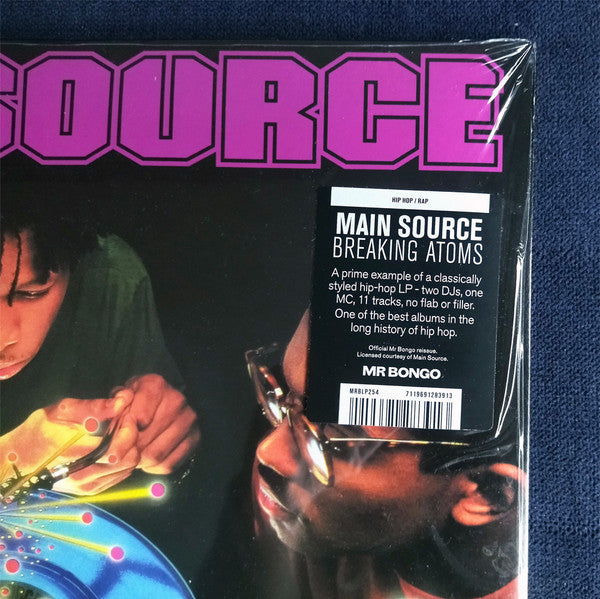 SOURCE
HIP HOP / RAP
MAIN SOURCE
BREAKING ATOMS
A prime example of a classically
styled hip-hop LP - two DJs, one
MC, 11 tracks, no flab or filler.
One of the best albums in the
long history of hip hop.
Official Mr Bongo reissue.
Licensed courtesy of Main Source.
MR BONGO
MRBLP254 7119691283913